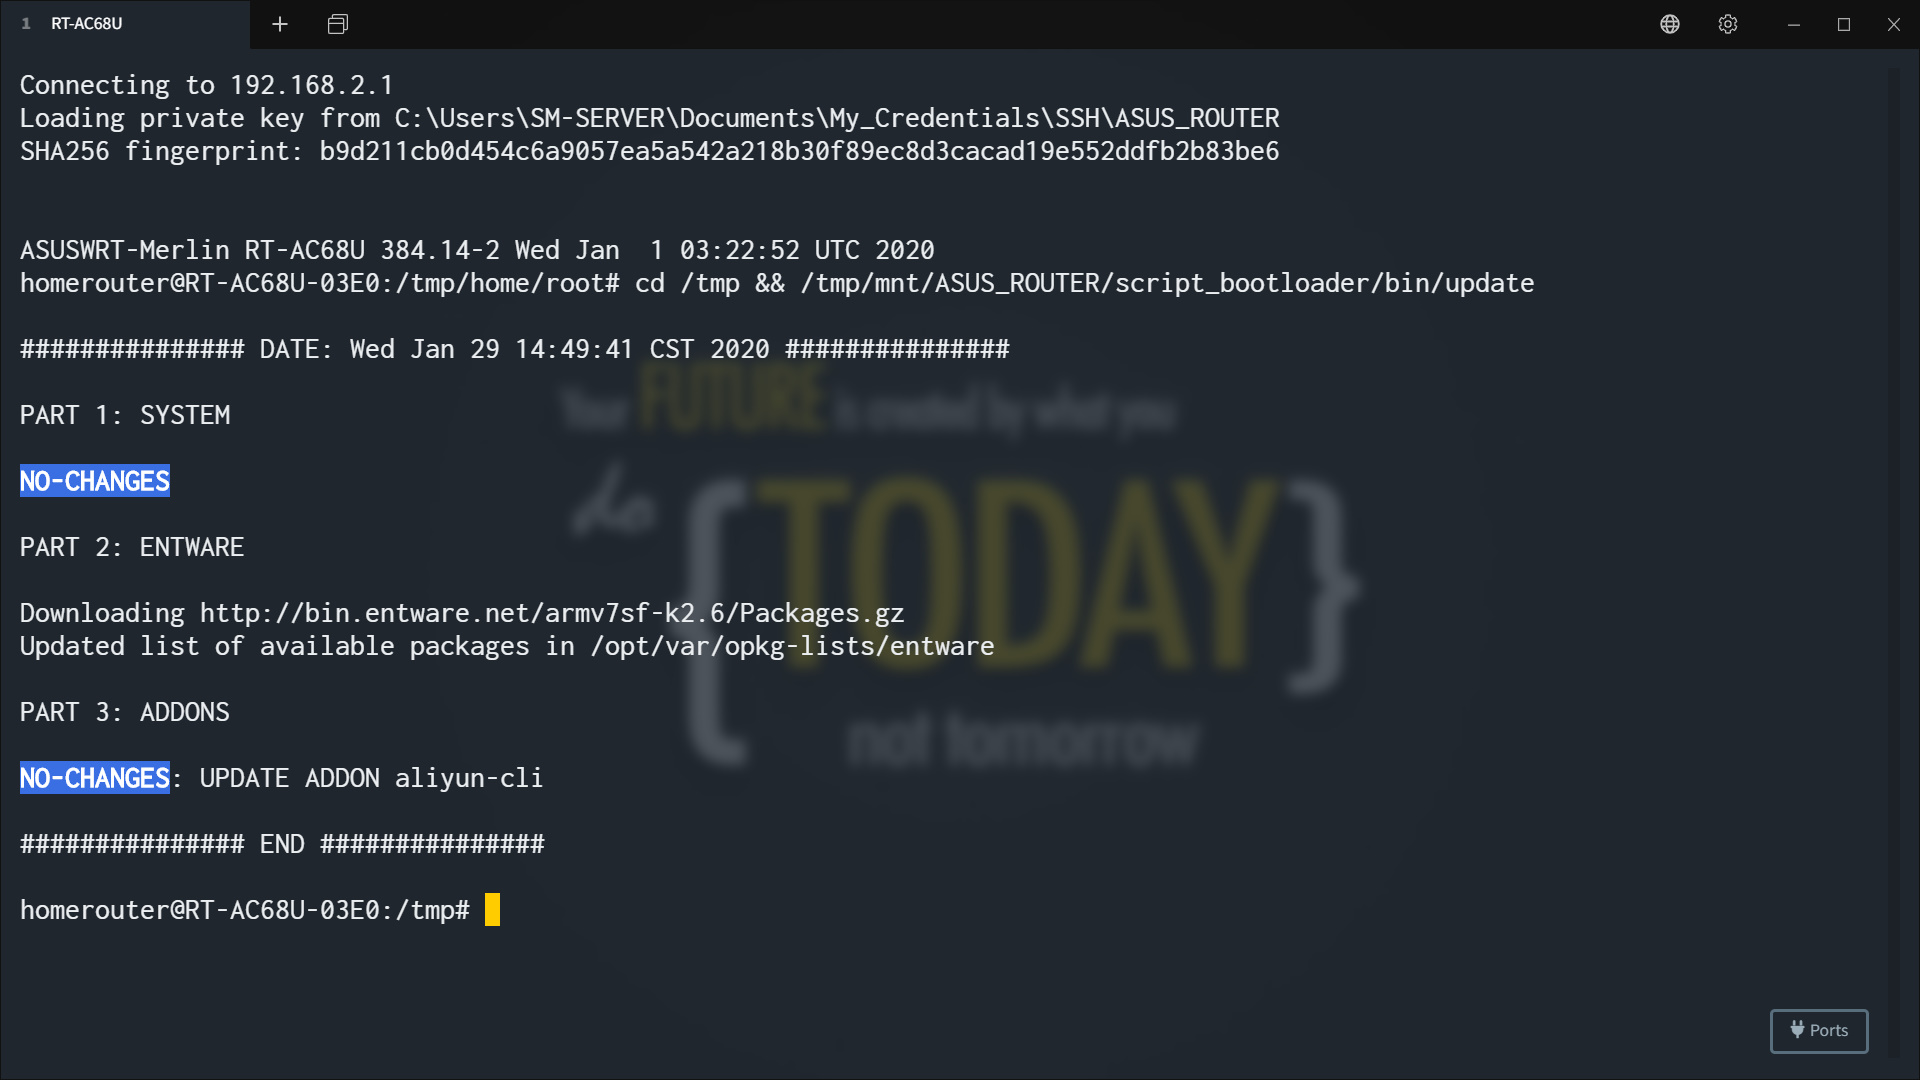 1 RT-AC68U
Connecting to 192.168.2.1
Loading private key from C:\Users\SM-SERVER\Documents\My_Credentials\SSH\ASUS_ROUTER
SHA256 fingerprint: b9d211cb0d454c6a9057ea5a542a218b30f89ec8d3cacad19e552ddfb2b83be6
ASUSWRT-Merlin RT-AC68U 384.14-2 Wed Jan  1 03:22:52 UTC 2020
homerouter@RT-AC68U-03E0:/tmp/home/root# cd /tmp && /tmp/mnt/ASUS_ROUTER/script_bootloader/bin/update
############### DATE: Wed Jan 29 14:49:41 CST 2020 ###############
PART 1: SYSTEM
NO-CHANGES
PART 2: ENTWARE
Downloading http://bin.entware.net/armv7sf-k2.6/Packages.gz
Updated list of available packages in /opt/var/opkg-lists/entware
PART 3: ADDONS
NO-CHANGES: UPDATE ADDON aliyun-cli
############### END ###############
homerouter@RT-AC68U-03E0:/tmp#
Your FUTURE is created by what you
do {TODAY}
not tomorrow
Ports